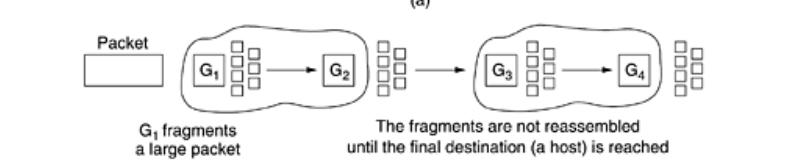 (a)
Packet
G1
G2
G3
G4
G1 fragments
a large packet
The fragments are not reassembled
until the final destination (a host) is reached